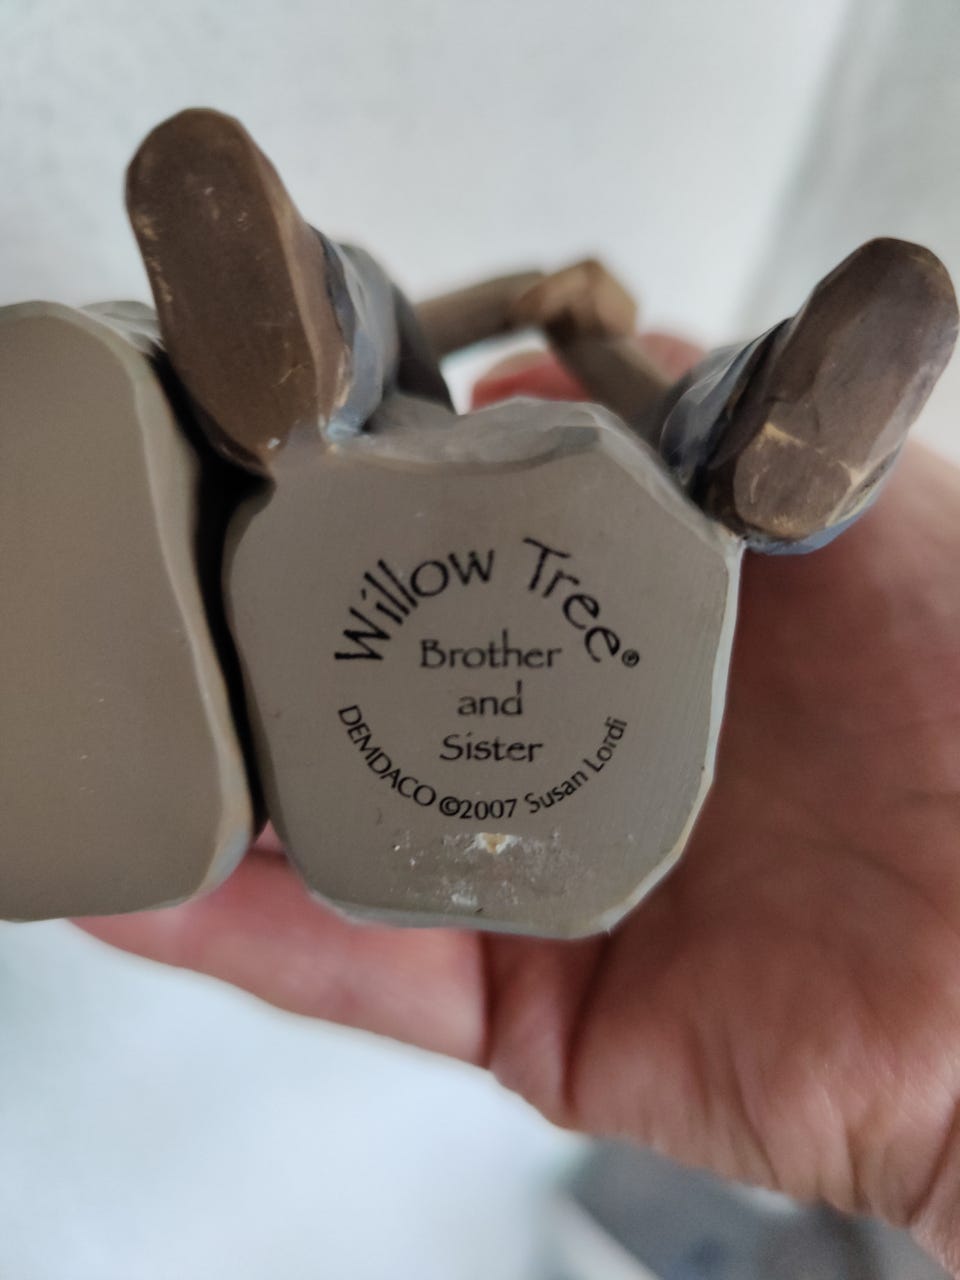 Willow Tree®
Brother
and
Sister
DEMDACO ©2007 Susan Lordi